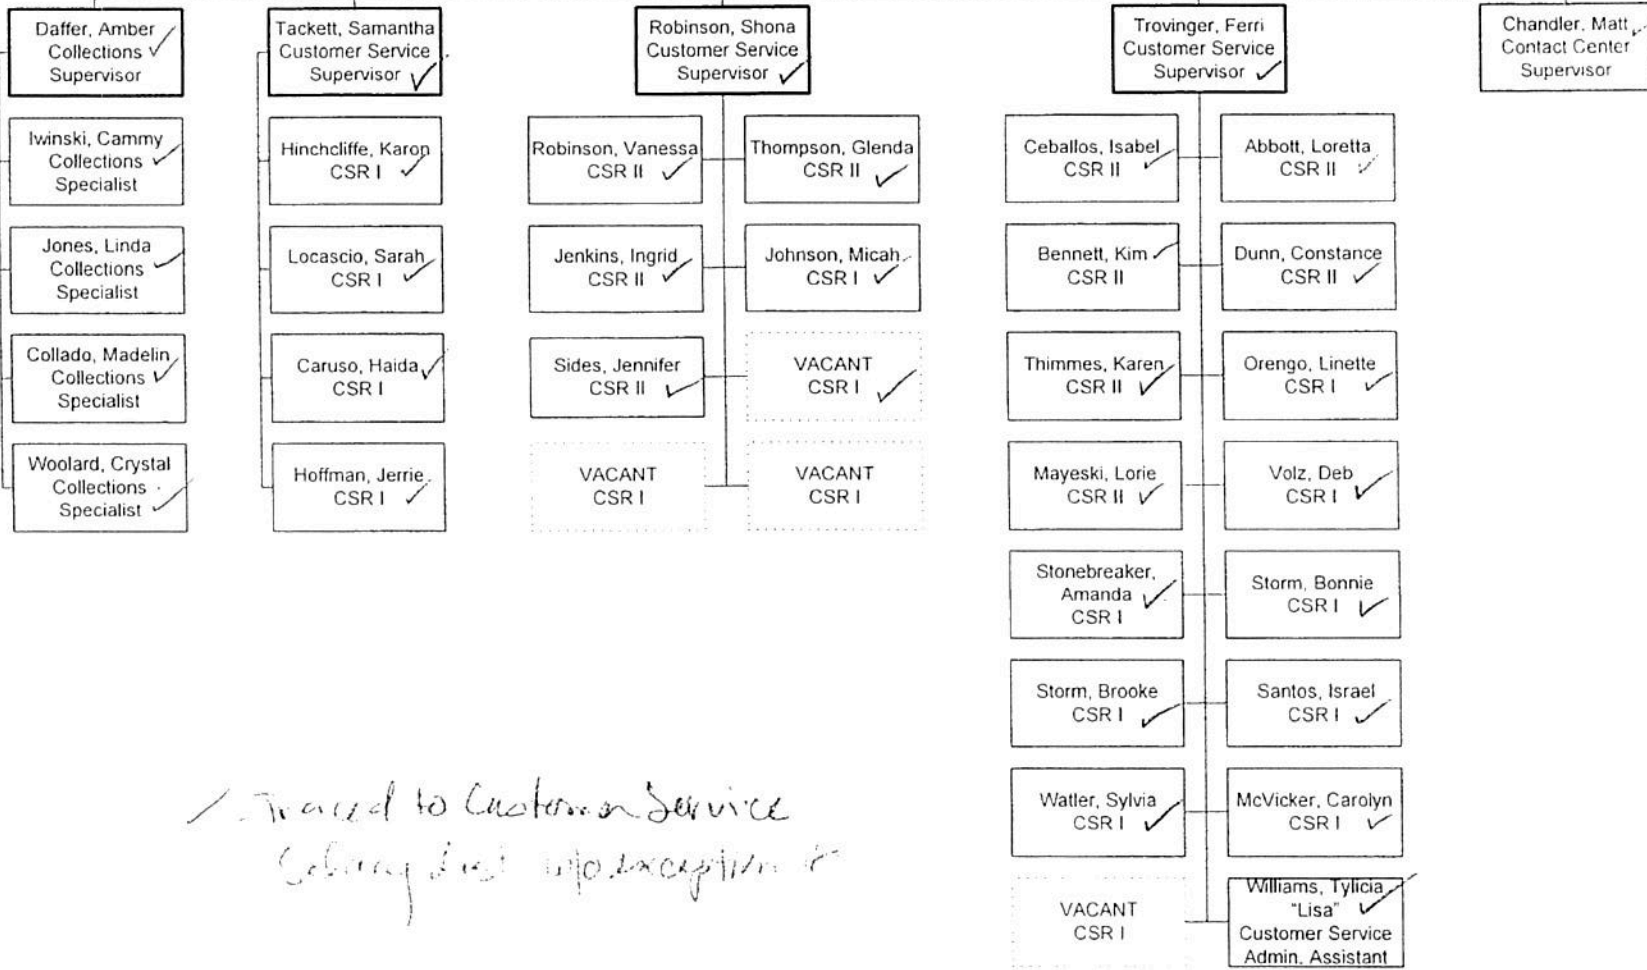 Daffer, Amber
Collections
Supervisor
Iwinski, Cammy
Collections
Specialist
Jones, Linda
Collections
Specialist
Collado, Madelin
Collections
Specialist
Woolard, Crystal
Collections
Specialist
Tackett, Samantha
Customer Service
Supervisor
Hinchcliffe, Karon
CSR I
Locascio, Sarah
CSR I
Caruso, Haida
CSR I
Hoffman, Jerrie
CSR I
Robinson, Shona
Customer Service
Supervisor
Robinson, Vanessa
CSR II
Thompson, Glenda
CSR II
Jenkins, Ingrid
CSR II
Johnson, Micah
CSR I
Sides, Jennifer
CSR II
VACANT
CSR I
VACANT
CSR I
VACANT
CSR I
Trovinger, Ferri
Customer Service
Supervisor
Ceballos, Isabel
CSR II
Abbott, Loretta
CSR II
Bennett, Kim
CSR II
Dunn, Constance
CSR II
Thimmes, Karen
CSR II
Orengo, Linette
CSR I
Mayeski, Lorie
CSR II
Volz, Deb
CSR I
Stonebreaker,
Amanda
CSR I
Storm, Bonnie
CSR I
Storm, Brooke
CSR I
Santos, Israel
CSR I
Watler, Sylvia
CSR I
McVicker, Carolyn
CSR I
VACANT
CSR I
Williams, Tylicia
"Lisa"
Customer Service
Admin. Assistant
Chandler, Matt
Contact Center
Supervisor
Traced to Customer Service
w/o exception